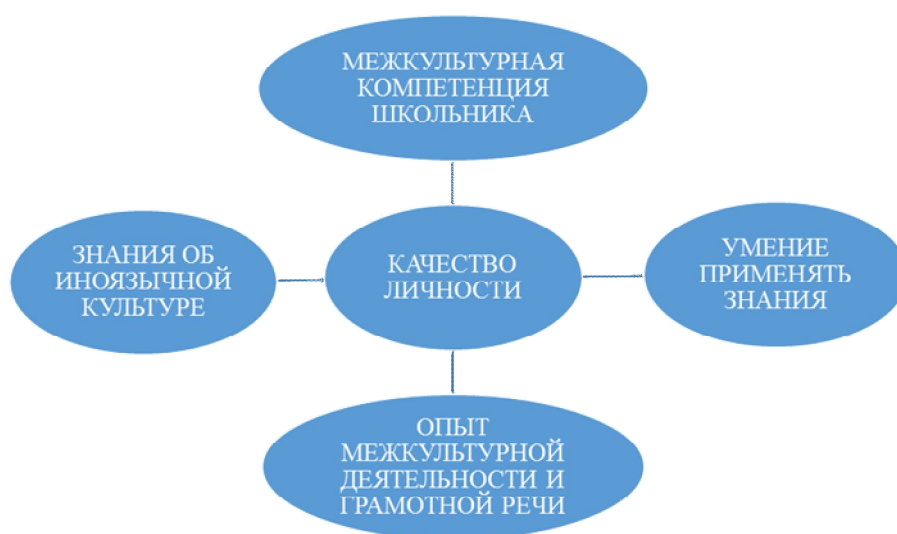 МЕЖКУЛЬТУРНАЯ
КОМПЕТЕНЦИЯ
ШКОЛЬНИКА
ЗНАНИЯ ОБ
ИНОЯЗЫЧНОЙ
КУЛЬТУРЕ
КАЧЕСТВО
ЛИЧНОСТИ
УМЕНИЕ
ПРИМЕНЯТЬ
ЗНАНИЯ
ОПЫТ
МЕЖКУЛЬТУРНОЙ
ДЕЯТЕЛЬНОСТИ И
ГРАМОТНОЙ РЕЧИ